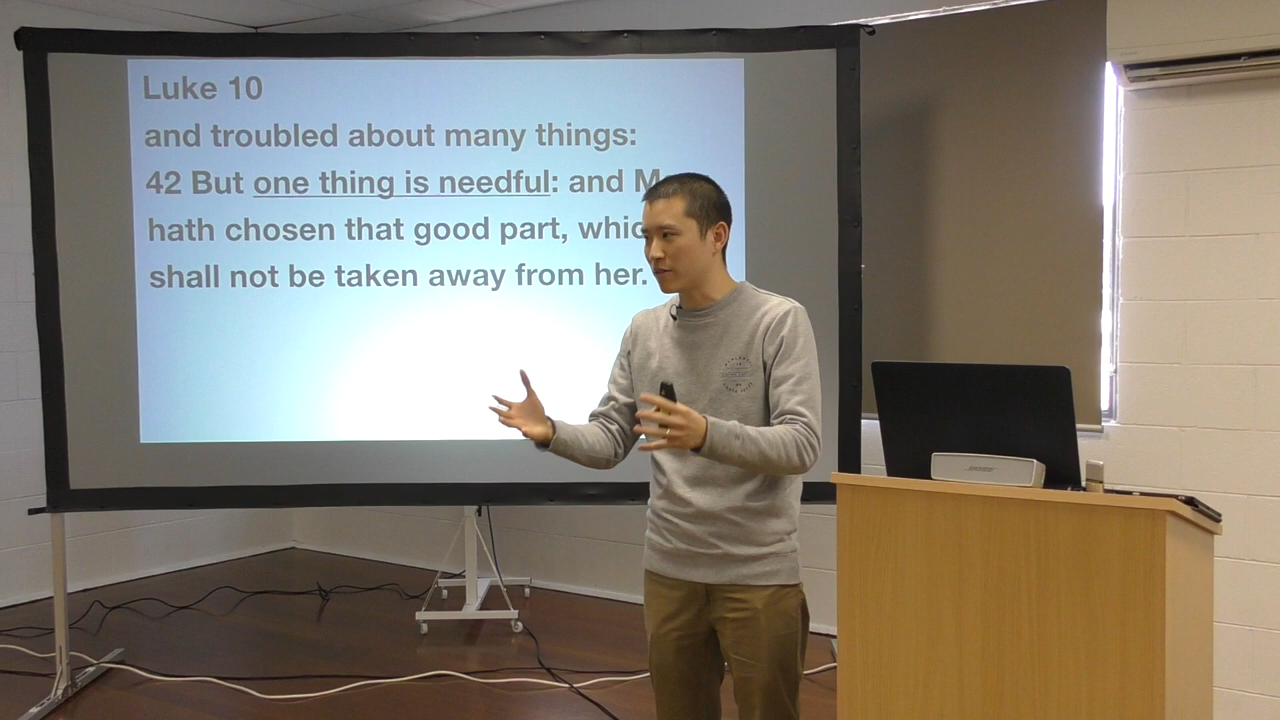 Luke 10
and troubled about many things:
42 But one thing is needful: and
hath chosen that good part,
shall not be taken away from her.